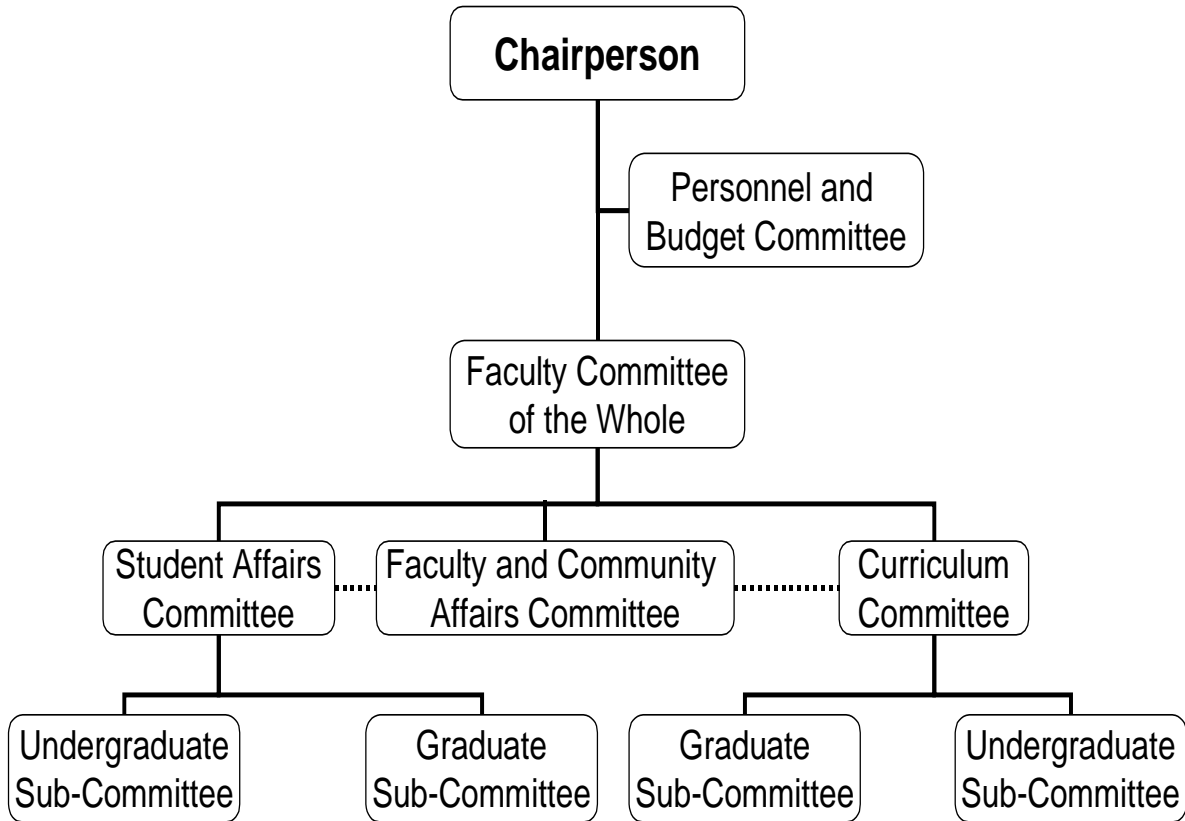 Chairperson
Personnel and
Budget Committee
Faculty Committee
of the Whole
Student Affairs
Committee
Faculty and Community
Affairs Committee
Curriculum
Committee
Undergraduate
Sub-Committee
Graduate
Sub-Committee
Graduate
Sub-Committee
Undergraduate
Sub-Committee